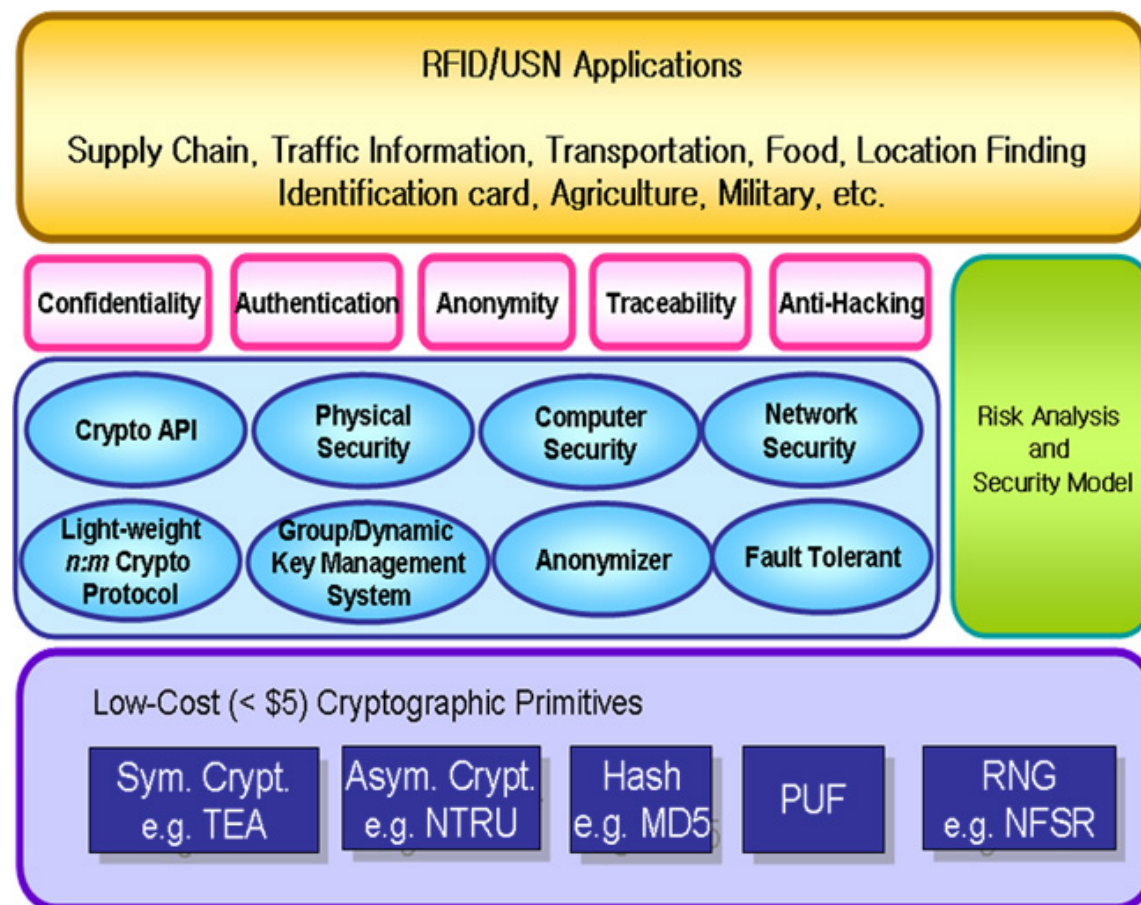 RFID/USN Applications
Supply Chain, Traffic Information, Transportation, Food, Location Finding
Identification card, Agriculture, Military, etc.
Confidentiality
Authentication
Anonymity
Traceability
Anti-Hacking
Crypto API
Physical
Security
Computer
Security
Network
Security
Light-weight
n:m Crypto
Protocol
Group/Dynamic
Key Management
System
Anonymizer
Fault Tolerant
Risk Analysis
and
Security Model
Low-Cost (< $5) Cryptographic Primitives
Sym. Crypt.
e.g. TEA
Asym. Crypt.
e.g. NTRU
Hash
e.g. MD5
PUF
RNG
e.g. NFSR